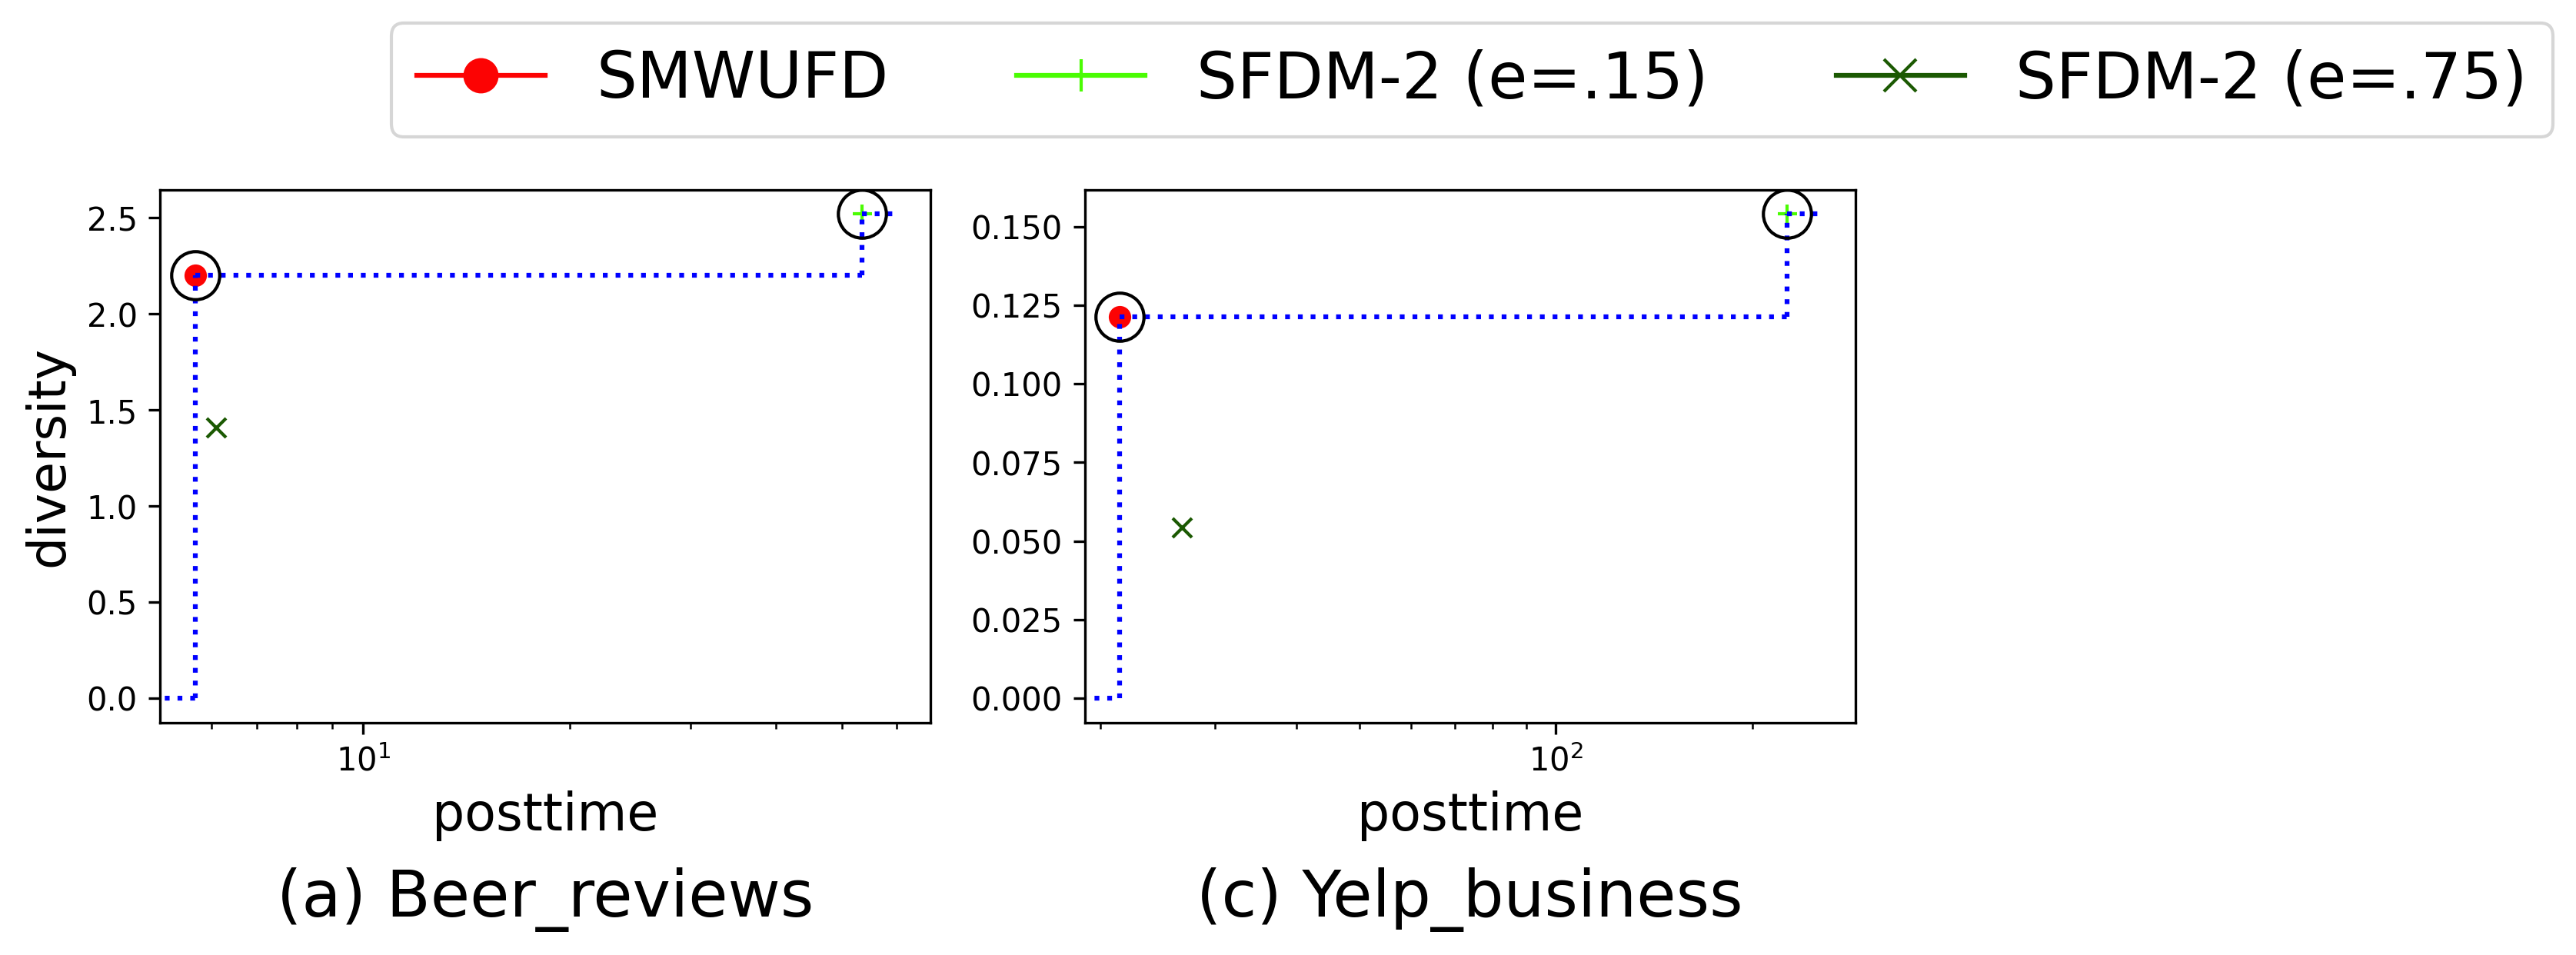 SMWUFD SFDM-2 (e=.15) SFDM-2 (e=.75)
diversity
2.5
2.0
1.5
1.0
0.5
0.0
10¹
posttime
(a) Beer_reviews
0.150
0.125
0.100
0.075
0.050
0.025
0.000
10²
posttime
(c) Yelp_business